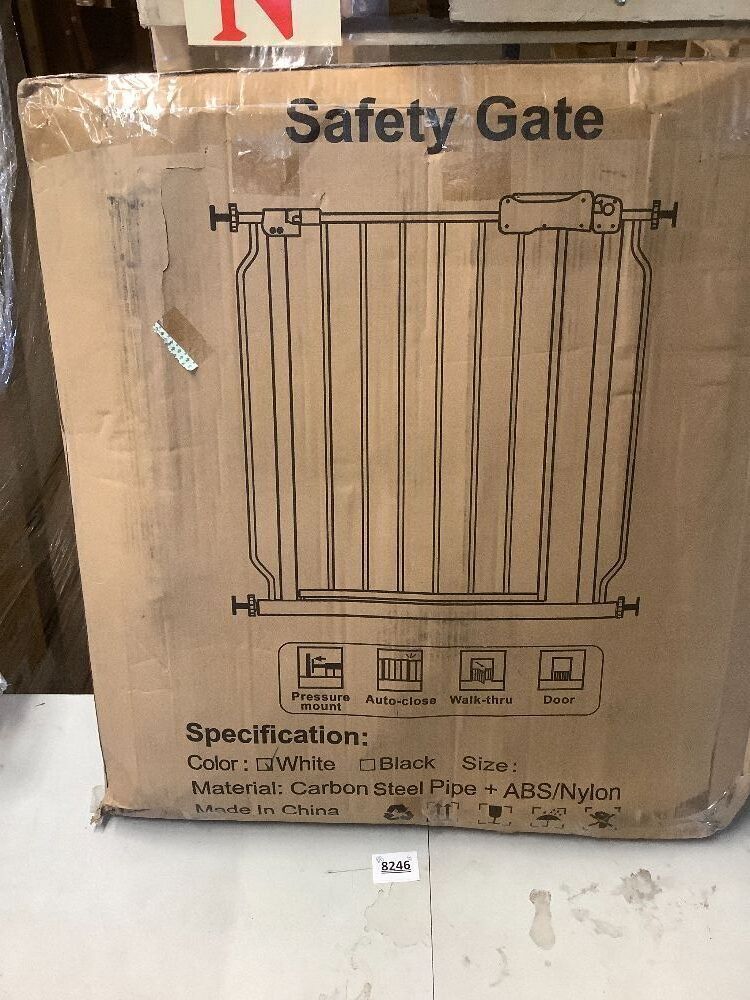 N
Safety Gate
Pressure mount
Auto-close
Walk-thru
Door
Specification:
Color: ☑White ☐Black Size:
Material: Carbon Steel Pipe + ABS/Nylon
Made In China
8246